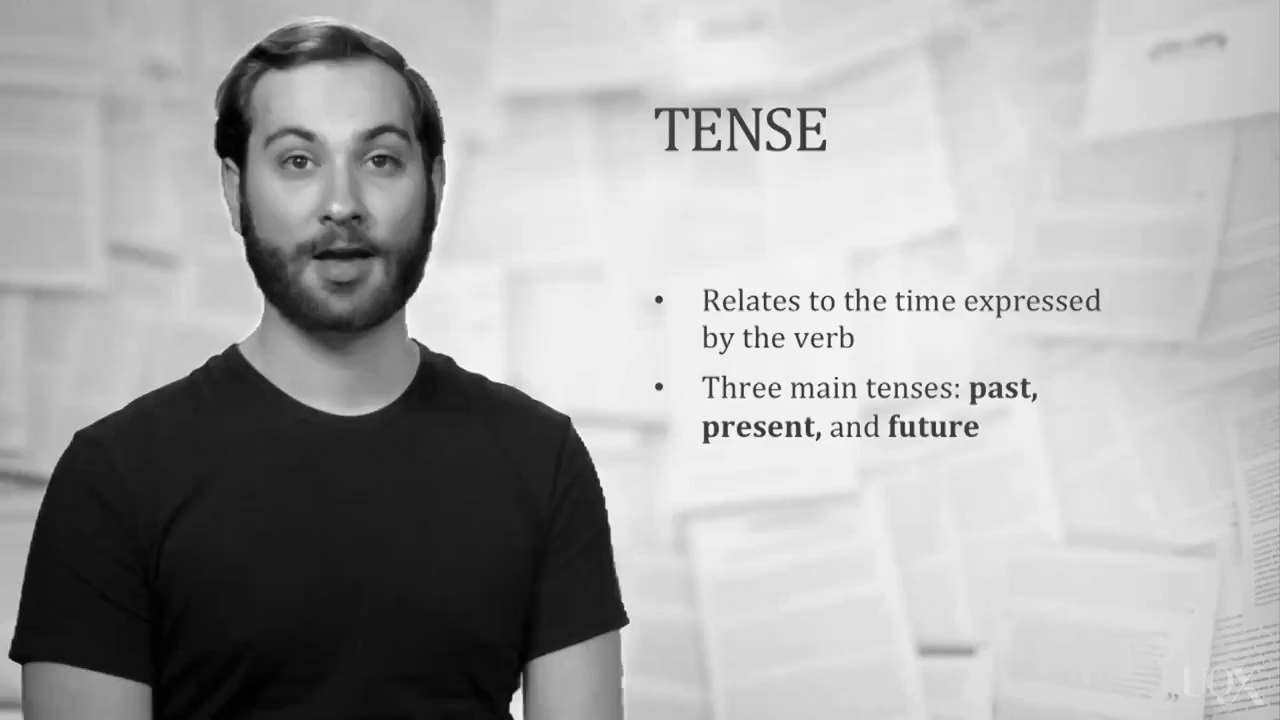 TENSE
• Relates to the time expressed
by the verb
• Three main tenses: past,
present, and future
UQx